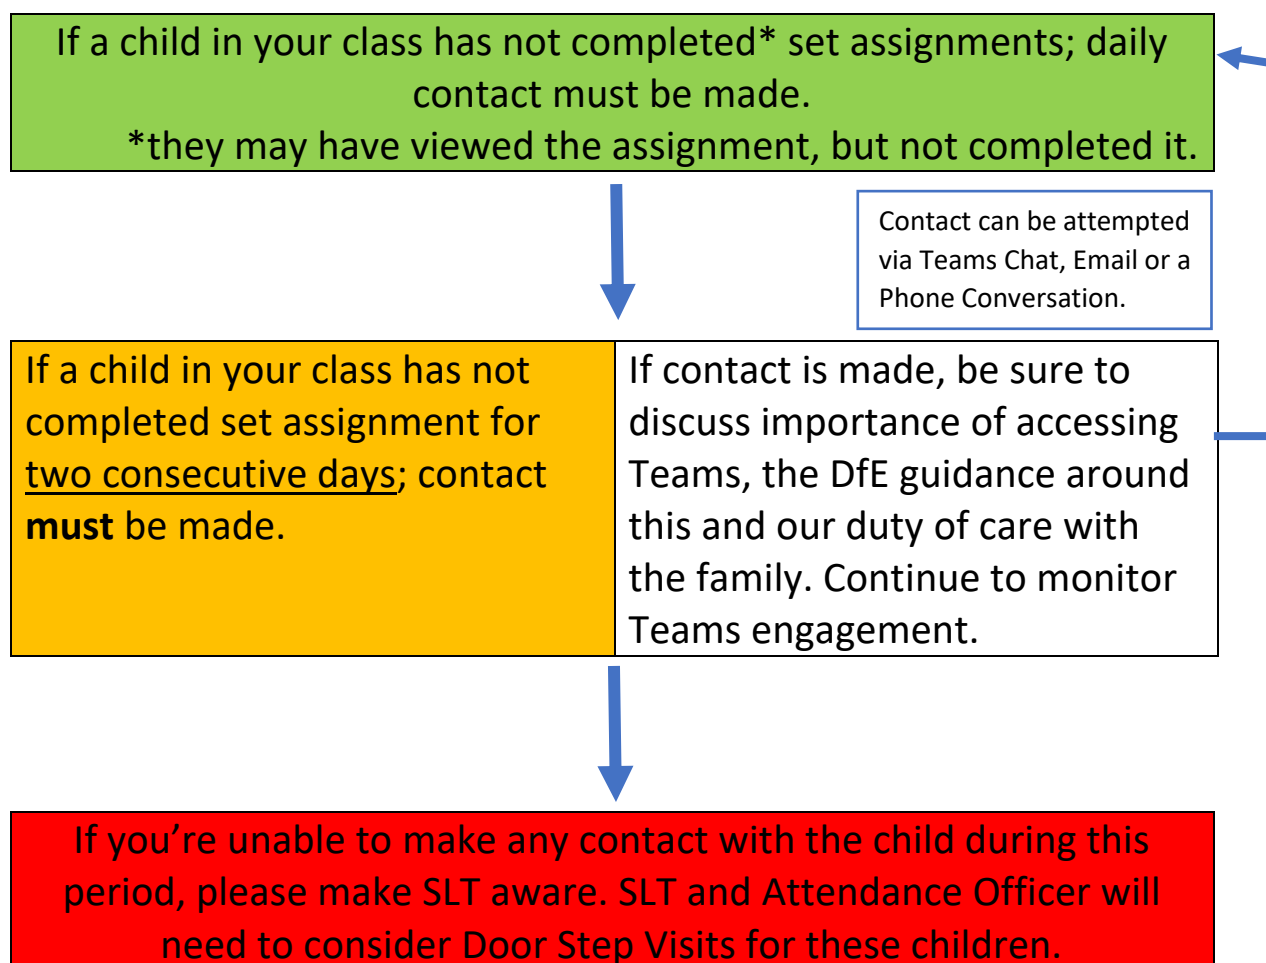 If a child in your class has not completed* set assignments; daily
contact must be made.
*they may have viewed the assignment, but not completed it.
Contact can be attempted
via Teams Chat, Email or a
Phone Conversation.
If a child in your class has not
completed set assignment for
two consecutive days; contact
must be made.
If contact is made, be sure to
discuss importance of accessing
Teams, the DfE guidance around
this and our duty of care with
the family. Continue to monitor
Teams engagement.
If you’re unable to make any contact with the child during this
period, please make SLT aware. SLT and Attendance Officer will
need to consider Door Step Visits for these children.